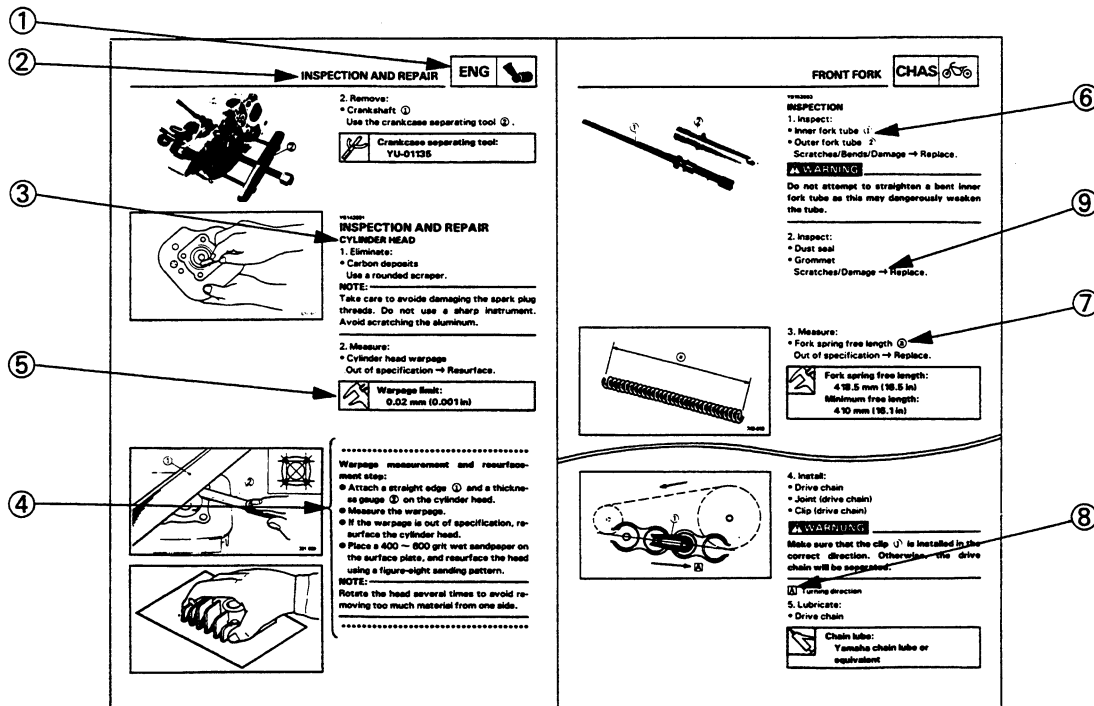 ①
②
③
⑤
④
INSPECTION AND REPAIR
ENG
2. Remove:
• Crankshaft ①
Use the crankcase separating tool ② .
Crankcase separating tool:
YU-01135
②
INSPECTION AND REPAIR
CYLINDER HEAD
1. Eliminate:
• Carbon deposits
Use a rounded scraper.
NOTE:
Take care to avoide damaging the spark plug
threads. Do not use a sharp instrument.
Avoid scratching the aluminum.
2. Measure:
• Cylinder head warpage
Out of specification → Resurface.
Warpage limit:
0.02 mm (0.001 in)
①
②
Warpage measurement and resurface-
ment step:
● Attach a straight edge ① and a thickne-
ss gauge ② on the cylinder head.
● Measure the warpage.
● If the warpage is out of specification, re-
surface the cylinder head.
● Place a 400 ~ 600 grit wet sandpaper on
the surface plate, and resurface the head
using a figure-eight sanding pattern.
NOTE:
Rotate the head several times to avoid re-
moving too much material from one side.
FRONT FORK
CHAS
INSPECTION
1. Inspect:
• Inner fork tube ①
• Outer fork tube ②
Scratches/Bends/Damage → Replace.
WARNING
Do not attempt to straighten a bent inner
fork tube as this may dangerously weaken
the tube.
2. Inspect:
• Dust seal
• Grommet
Scratches/Damage → Replace.
3. Measure:
• Fork spring free length ⓐ
Out of specification → Replace.
ⓐ
Fork spring free length:
418.5 mm (16.5 in)
Minimum free length:
410 mm (16.1 in)
4. Install:
• Drive chain
• Joint (drive chain)
• Clip (drive chain)
WARNUNG
Make sure that the clip ① is installed in the
correct direction. Otherwise, the drive
chain will be separated.
A
A Turning direction
5. Lubricate:
• Drive chain
Chain lube:
Yamaha chain lube or
equivalent
⑥
⑨
⑦
⑧